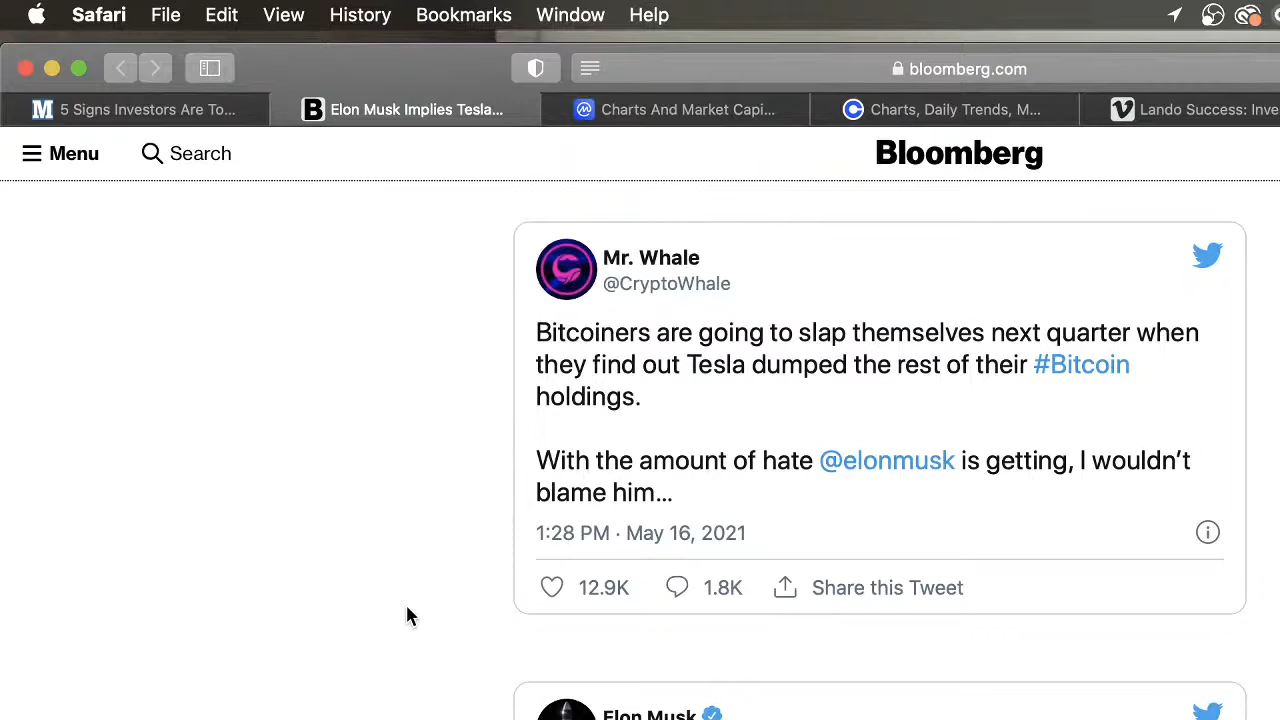 Safari File Edit View History Bookmarks Window Help
bloomberg.com
M 5 Signs Investors Are To...
B Elon Musk Implies Tesla...
Charts And Market Capi...
Charts, Daily Trends, M...
Lando Success: Inve
Menu Search Bloomberg
Mr. Whale
@CryptoWhale
Bitcoiners are going to slap themselves next quarter when
they find out Tesla dumped the rest of their #Bitcoin
holdings.
With the amount of hate @elonmusk is getting, I wouldn’t
blame him...
1:28 PM · May 16, 2021
12.9K 1.8K Share this Tweet
Elon Musk